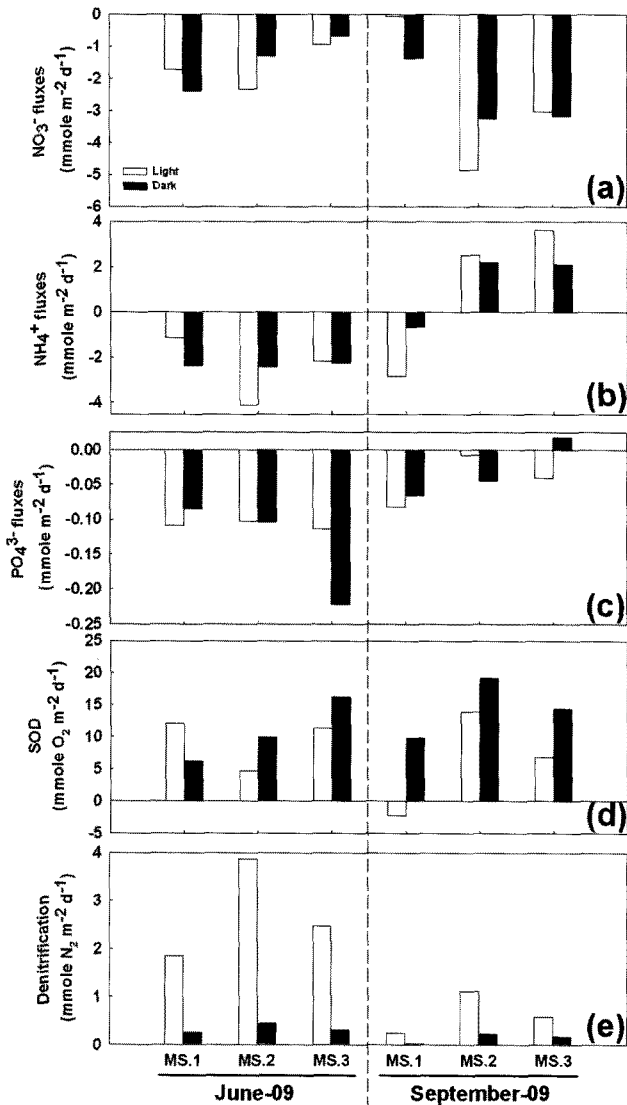 NO₃⁻ fluxes
(mmole m⁻² d⁻¹)
-0
-1
-2
-3
-4
-5
-6
Light
Dark
(a)
NH₄⁺ fluxes
(mmole m⁻² d⁻¹)
2
0
-2
-4
(b)
PO₄³⁻ fluxes
(mmole m⁻² d⁻¹)
0.00
-0.05
-0.10
-0.15
-0.20
-0.25
(c)
SOD
(mmole O₂ m⁻² d⁻¹)
25
20
15
10
5
0
-5
(d)
Denitrification
(mmole N₂ m⁻² d⁻¹)
4
3
2
1
0
(e)
MS.1 MS.2 MS.3 MS.1 MS.2 MS.3
June-09 September-09